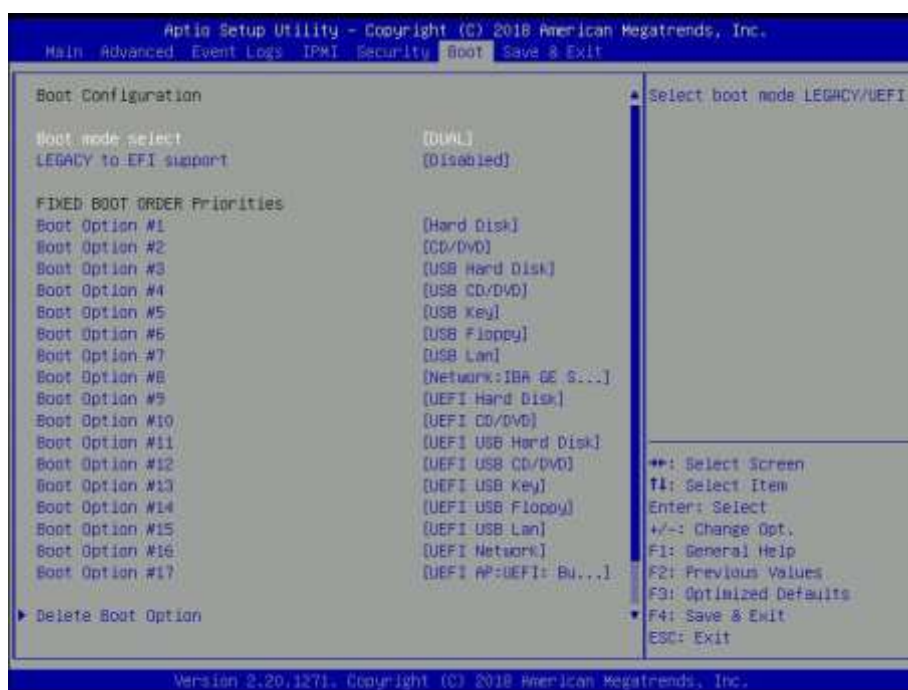 Aptio Setup Utility – Copyright (C) 2018 American Megatrends, Inc.
Main Advanced Event Logs IPMI Security Boot Save & Exit
Boot Configuration
Boot mode select [DUAL]
LEGACY to EFI support [Disabled]
FIXED BOOT ORDER Priorities
Boot Option #1 [Hard Disk]
Boot Option #2 [CD/DVD]
Boot Option #3 [USB Hard Disk]
Boot Option #4 [USB CD/DVD]
Boot Option #5 [USB Key]
Boot Option #6 [USB Floppy]
Boot Option #7 [USB Lan]
Boot Option #8 [Network:IBA GE S...]
Boot Option #9 [UEFI Hard Disk]
Boot Option #10 [UEFI CD/DVD]
Boot Option #11 [UEFI USB Hard Disk]
Boot Option #12 [UEFI USB CD/DVD]
Boot Option #13 [UEFI USB Key]
Boot Option #14 [UEFI USB Floppy]
Boot Option #15 [UEFI USB Lan]
Boot Option #16 [UEFI Network]
Boot Option #17 [UEFI AP:UEFI: Bu...]
Delete Boot Option
Select boot mode LEGACY/UEFI
→←: Select Screen
↑↓: Select Item
Enter: Select
+/-: Change Opt.
F1: General Help
F2: Previous Values
F3: Optimized Defaults
F4: Save & Exit
ESC: Exit
Version 2.20.1271. Copyright (C) 2018 American Megatrends, Inc.